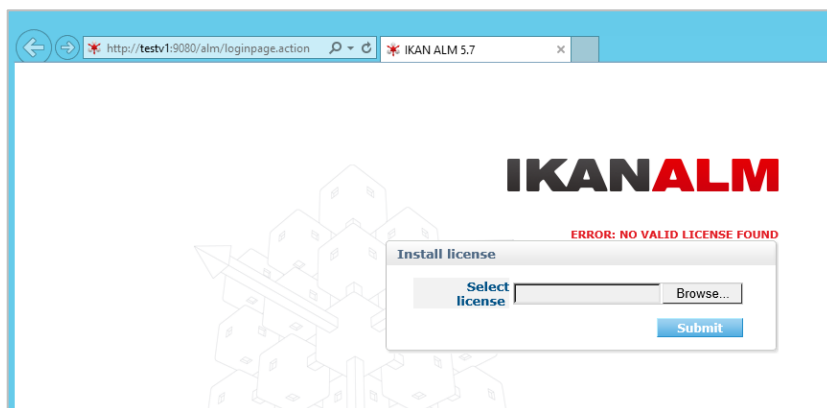 http://testv1:9080/alm/loginpage.action
IKAN ALM 5.7
IKANALM
ERROR: NO VALID LICENSE FOUND
Install license
Select
license
Browse...
Submit